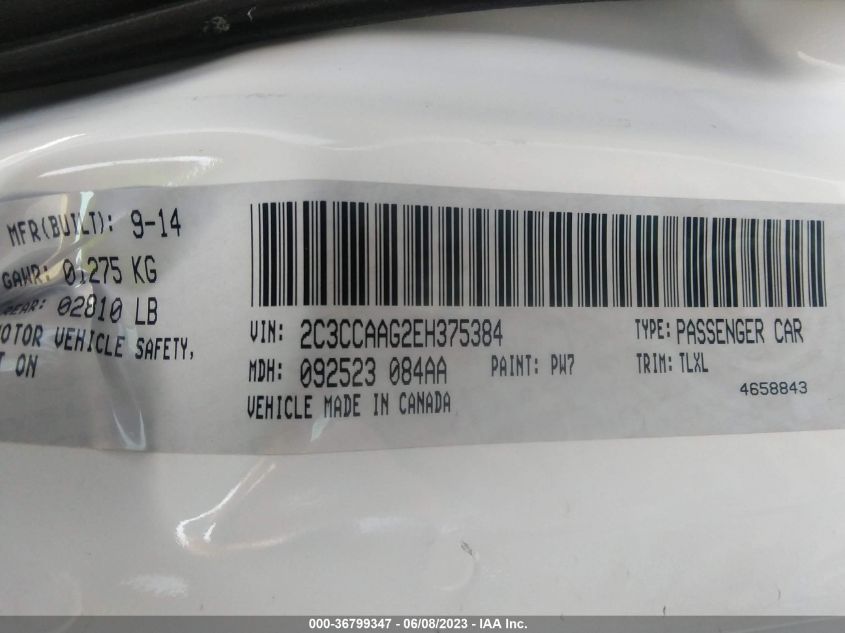 MFR(BUILT): 9-14
GAWR: 01275 KG
REAR: 02810 LB
MOTOR VEHICLE SAFETY,
T ON
VIN: 2C3CCAAG2EH375384 TYPE: PASSENGER CAR
MDH: 092523 084AA PAINT: PW7 TRIM: TLXL
VEHICLE MADE IN CANADA 4658843
000-36799347 - 06/08/2023 - IAA Inc.